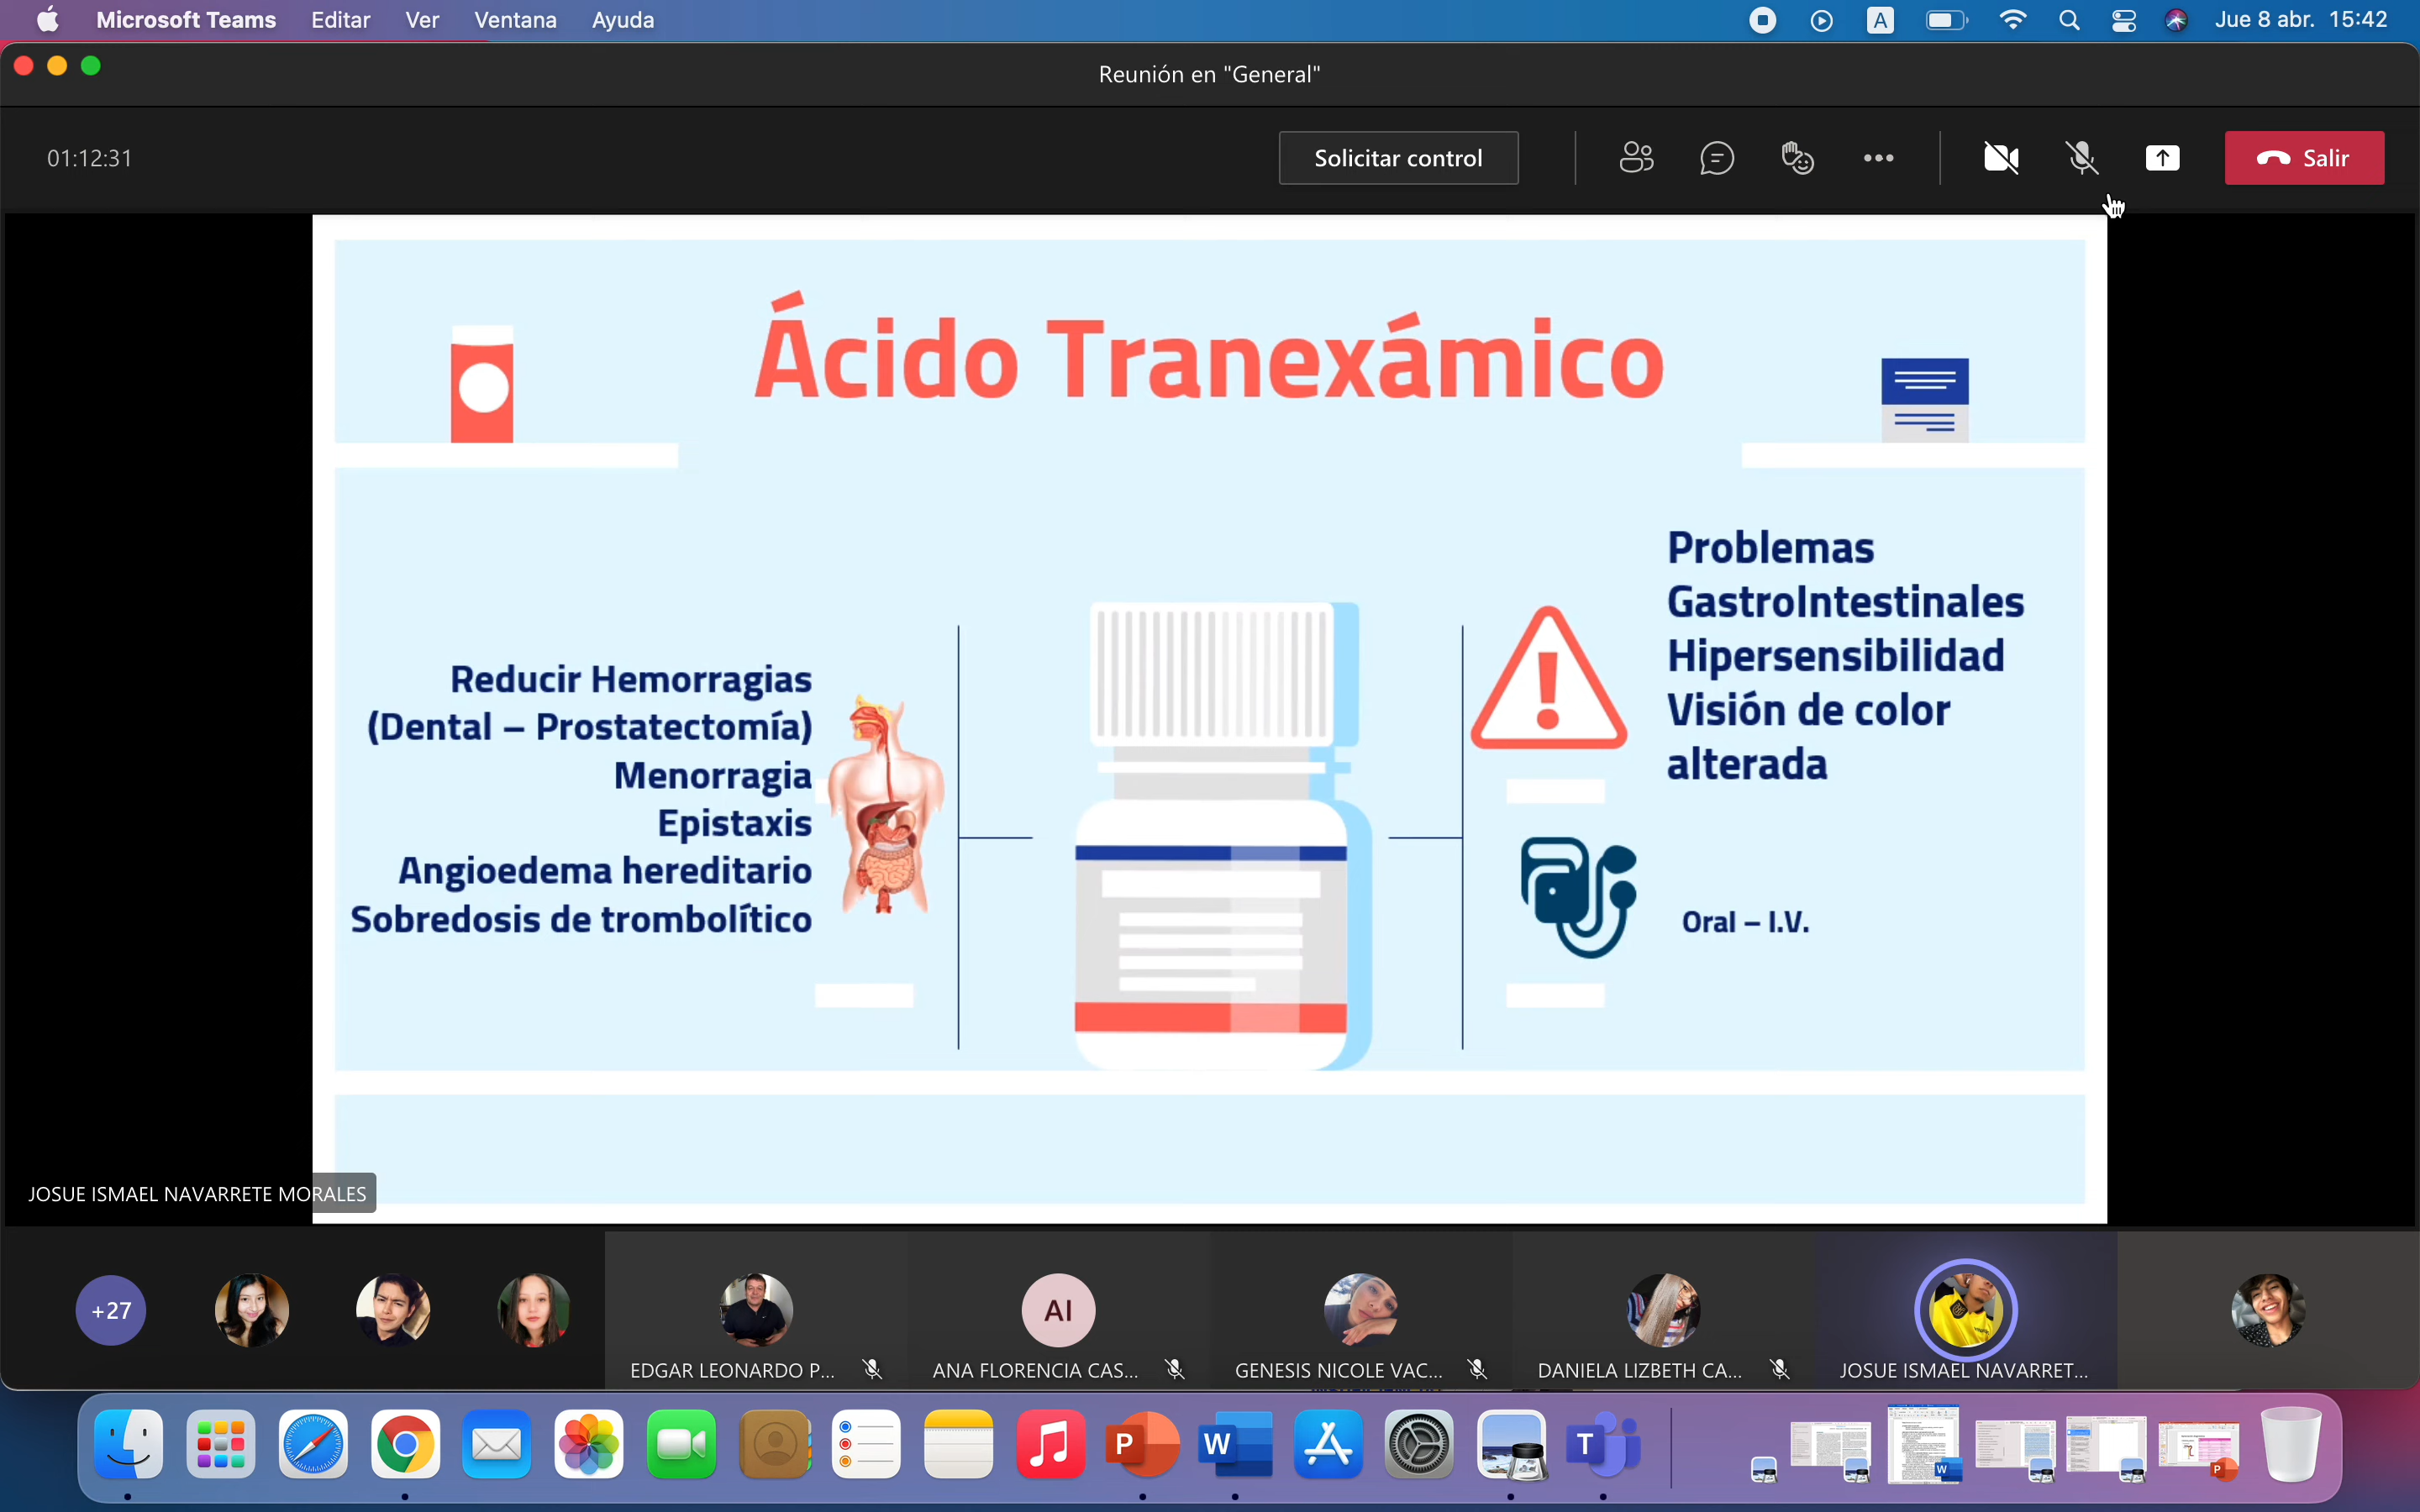 Microsoft Teams Editar Ver Ventana Ayuda
A
Jue 8 abr. 15:42
Reunión en "General"
01:12:31
Solicitar control
Salir
Ácido Tranexámico
Reducir Hemorragias
(Dental – Prostatectomía)
Menorragia
Epistaxis
Angioedema hereditario
Sobredosis de trombolítico
Problemas
GastroIntestinales
Hipersensibilidad
Visión de color
alterada
Oral – I.V.
JOSUE ISMAEL NAVARRETE MORALES
+27
AI
EDGAR LEONARDO P...
ANA FLORENCIA CAS...
GENESIS NICOLE VAC...
DANIELA LIZBETH CA...
JOSUE ISMAEL NAVARRET...
P
W
T
W
P